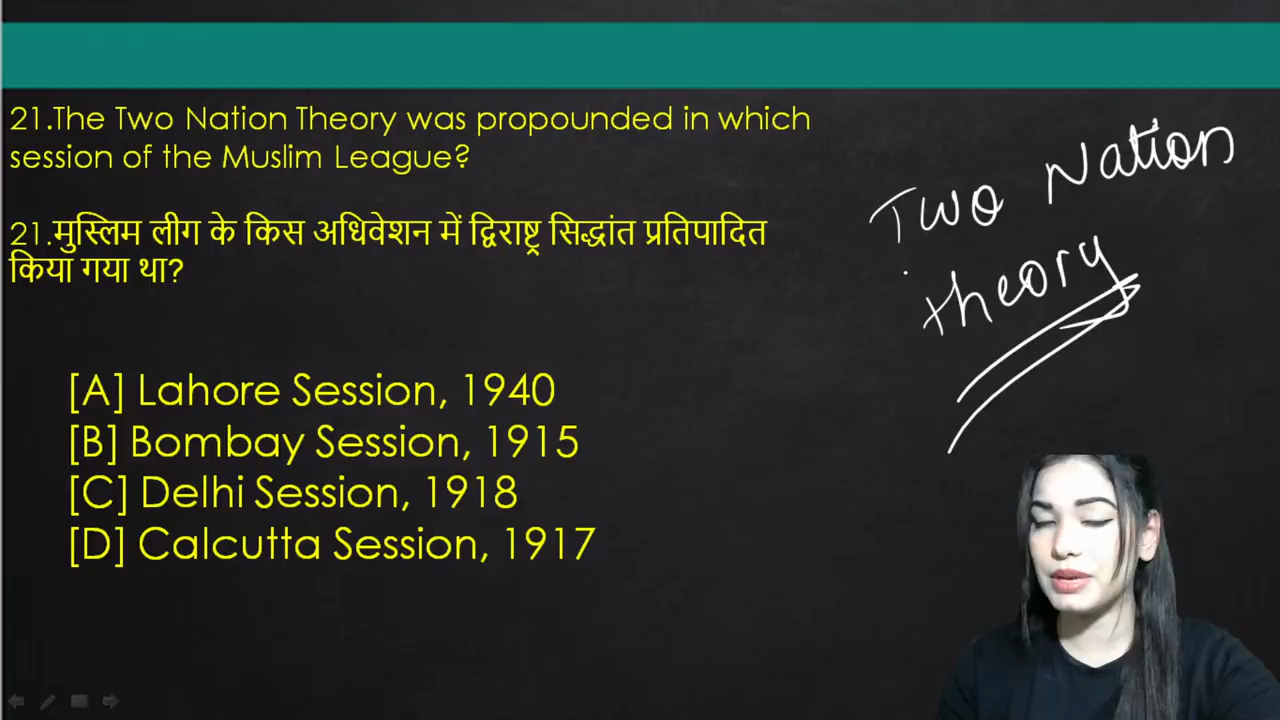 21.The Two Nation Theory was propounded in which
session of the Muslim League?
21.मुस्लिम लीग के किस अधिवेशन में द्विराष्ट्र सिद्धांत प्रतिपादित
किया गया था?
[A] Lahore Session, 1940
[B] Bombay Session, 1915
[C] Delhi Session, 1918
[D] Calcutta Session, 1917
Two Nation
theory